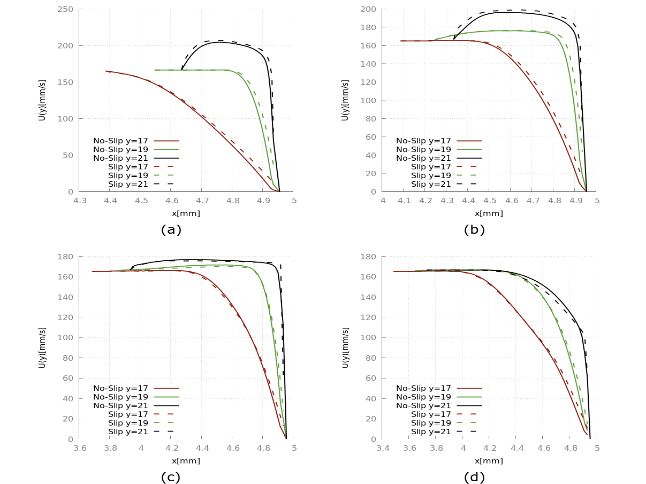 250
200
150
100
50
0
U(y)[mm/s]
No-Slip y=17
No-Slip y=19
No-Slip y=21
Slip y=17
Slip y=19
Slip y=21
4.3 4.4 4.5 4.6 4.7 4.8 4.9 5
x[mm]
(a)
200
180
160
140
120
100
80
60
40
20
0
U(y)[mm/s]
No-Slip y=17
No-Slip y=19
No-Slip y=21
Slip y=17
Slip y=19
Slip y=21
4 4.1 4.2 4.3 4.4 4.5 4.6 4.7 4.8 4.9 5
x[mm]
(b)
180
160
140
120
100
80
60
40
20
0
U(y)[mm/s]
No-Slip y=17
No-Slip y=19
No-Slip y=21
Slip y=17
Slip y=19
Slip y=21
3.6 3.8 4 4.2 4.4 4.6 4.8 5
x[mm]
(c)
180
160
140
120
100
80
60
40
20
0
U(y)[mm/s]
No-Slip y=17
No-Slip y=19
No-Slip y=21
Slip y=17
Slip y=19
Slip y=21
3.4 3.6 3.8 4 4.2 4.4 4.6 4.8 5
x[mm]
(d)